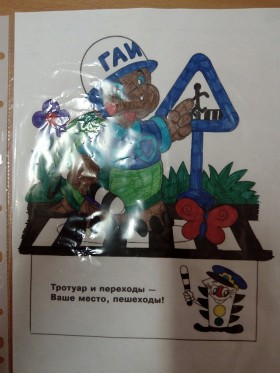 ГАИ
Тротуар и переходы —
Ваше место, пешеходы!